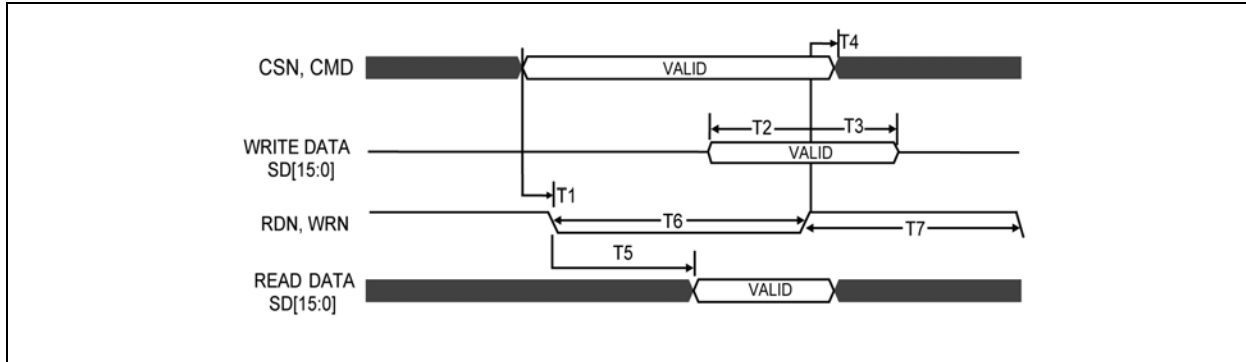 T4
CSN, CMD
VALID
T2
T3
WRITE DATA
SD[15:0]
VALID
T1
RDN, WRN
T6
T7
T5
READ DATA
SD[15:0]
VALID